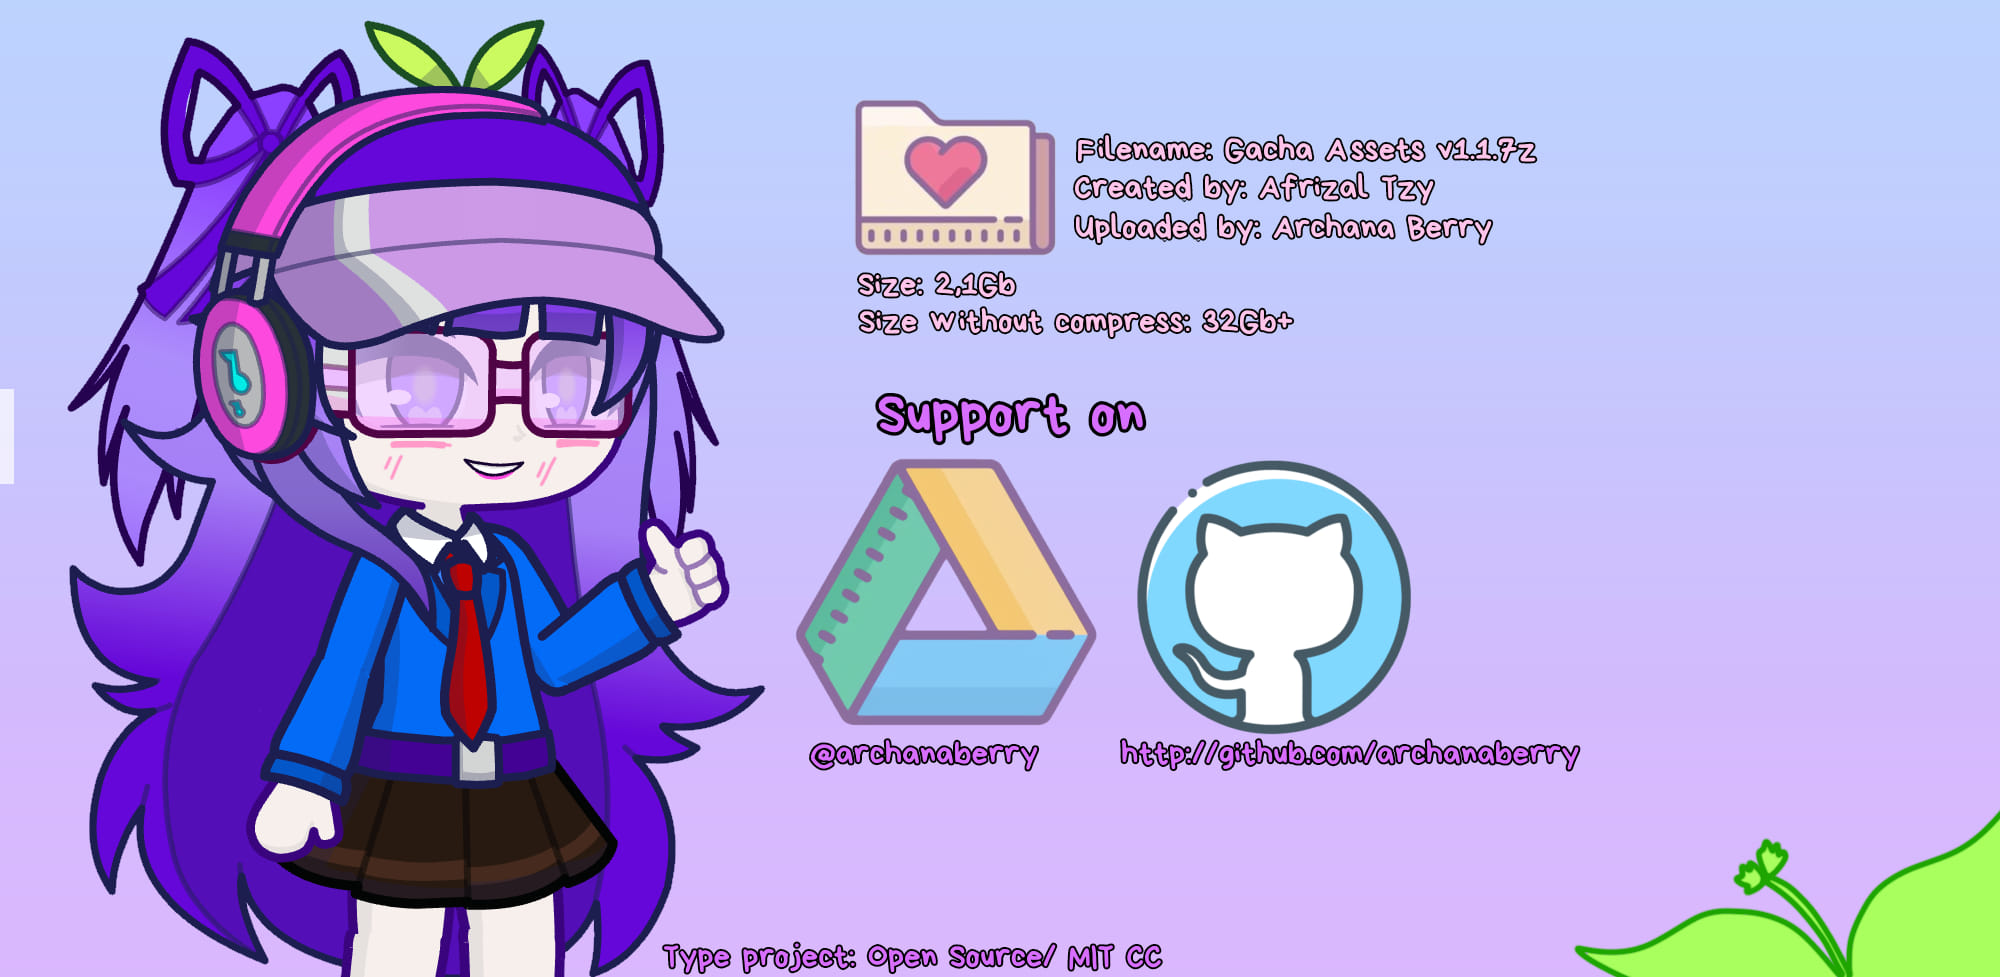 Filename: Gacha Assets v1.1.7z
Created by: Afrizal Tzy
Uploaded by: Archana Berry
Size: 2,1Gb
Size Without compress: 32Gb+
Support on
@archanaberry
http://github.com/archanaberry
Type project: Open Source/ MIT CC